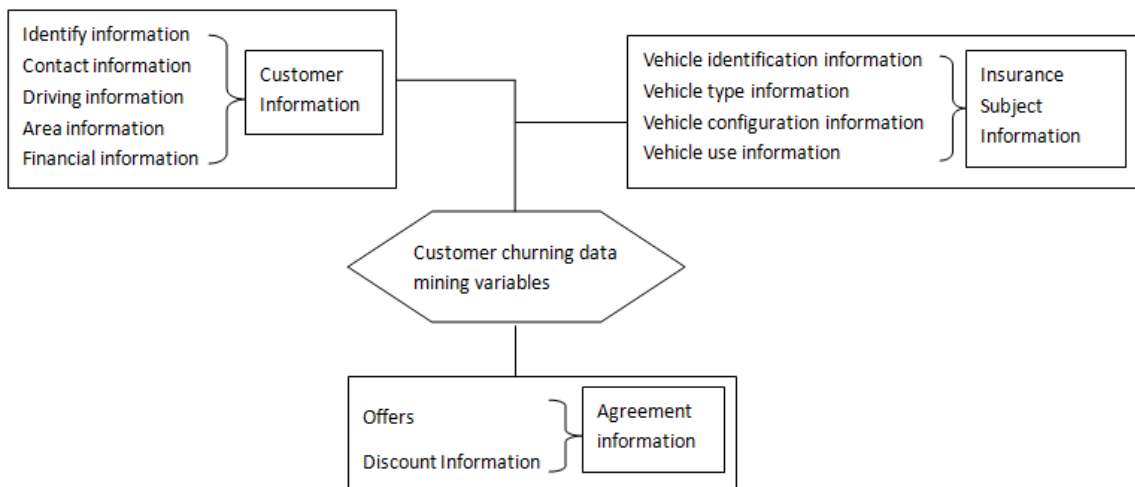 Identify information
Contact information
Driving information
Area information
Financial information
Customer
Information
Vehicle identification information
Vehicle type information
Vehicle configuration information
Vehicle use information
Insurance
Subject
Information
Customer churning data
mining variables
Offers
Discount Information
Agreement
information